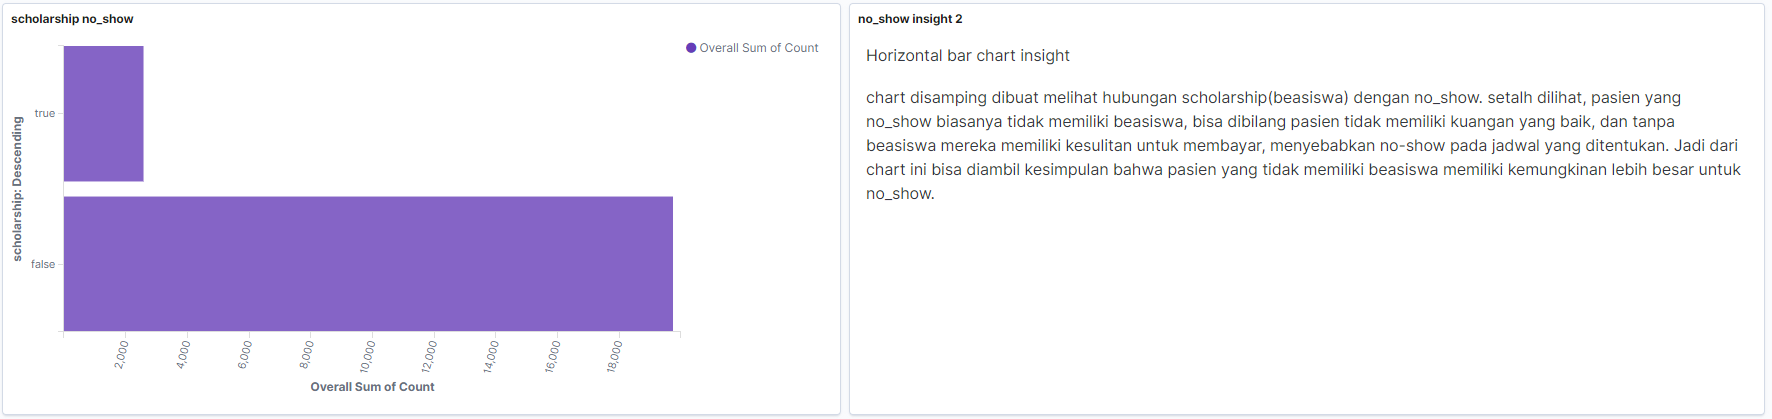 scholarship no_show
Overall Sum of Count
scholarship: Descending
true
false
2,000
4,000
6,000
8,000
10,000
12,000
14,000
16,000
18,000
Overall Sum of Count
no_show insight 2
Horizontal bar chart insight
chart disamping dibuat melihat hubungan scholarship(beasiswa) dengan no_show. setalh dilihat, pasien yang
no_show biasanya tidak memiliki beasiswa, bisa dibilang pasien tidak memiliki kuangan yang baik, dan tanpa
beasiswa mereka memiliki kesulitan untuk membayar, menyebabkan no-show pada jadwal yang ditentukan. Jadi dari
chart ini bisa diambil kesimpulan bahwa pasien yang tidak memiliki beasiswa memiliki kemungkinan lebih besar untuk
no_show.